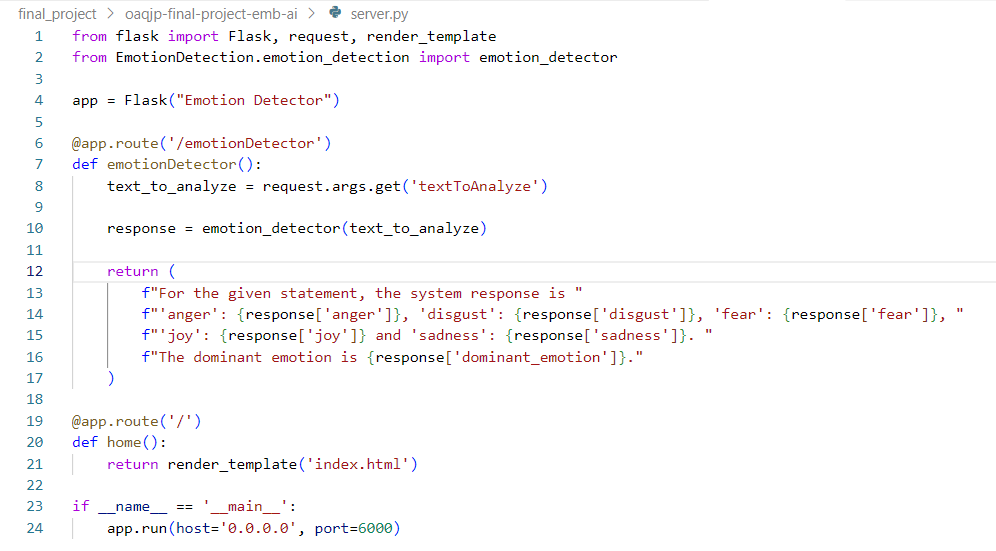 final_project > oaqjp-final-project-emb-ai > server.py
1 from flask import Flask, request, render_template
2 from EmotionDetection.emotion_detection import emotion_detector
3
4 app = Flask("Emotion Detector")
5
6 @app.route('/emotionDetector')
7 def emotionDetector():
8     text_to_analyze = request.args.get('textToAnalyze')
9
10     response = emotion_detector(text_to_analyze)
11
12     return (
13         f"For the given statement, the system response is "
14         f"'anger': {response['anger']}, 'disgust': {response['disgust']}, 'fear': {response['fear']}, "
15         f"'joy': {response['joy']} and 'sadness': {response['sadness']}. "
16         f"The dominant emotion is {response['dominant_emotion']}."
17     )
18
19 @app.route('/')
20 def home():
21     return render_template('index.html')
22
23 if __name__ == '__main__':
24     app.run(host='0.0.0.0', port=6000)